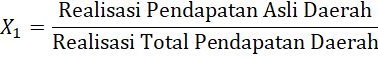 X₁ = Realisasi Pendapatan Asli Daerah
Realisasi Total Pendapatan Daerah